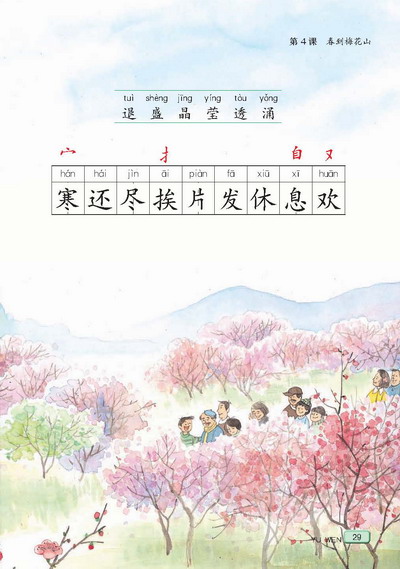 第4课 春到梅花山
tuì shèng jīng yíng tòu yǒng
退 盛 晶 莹 透 涌
宀 扌 自 又
hán hái jìn āi piàn fā xiū xī huān
寒 还 尽 挨 片 发 休 息 欢
YU WEN 29